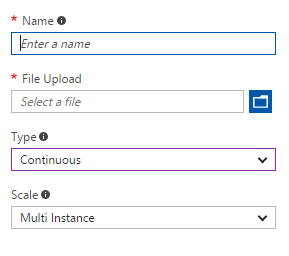 * Name
Enter a name
* File Upload
Select a file
Type
Continuous
Scale
Multi Instance